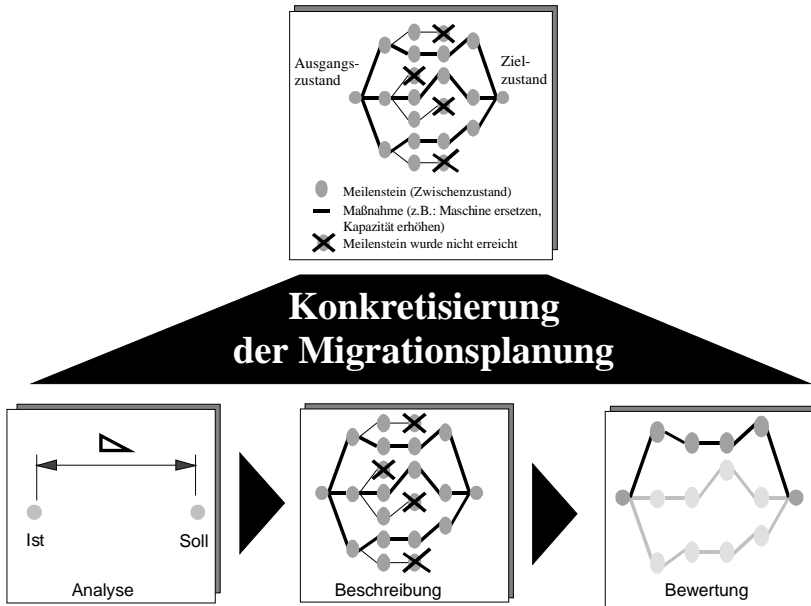 Ausgangs-
zustand
Ziel-
zustand
Meilenstein (Zwischenzustand)
Maßnahme (z.B.: Maschine ersetzen,
Kapazität erhöhen)
Meilenstein wurde nicht erreicht
Konkretisierung
der Migrationsplanung
Ist
Soll
Analyse
Beschreibung
Bewertung